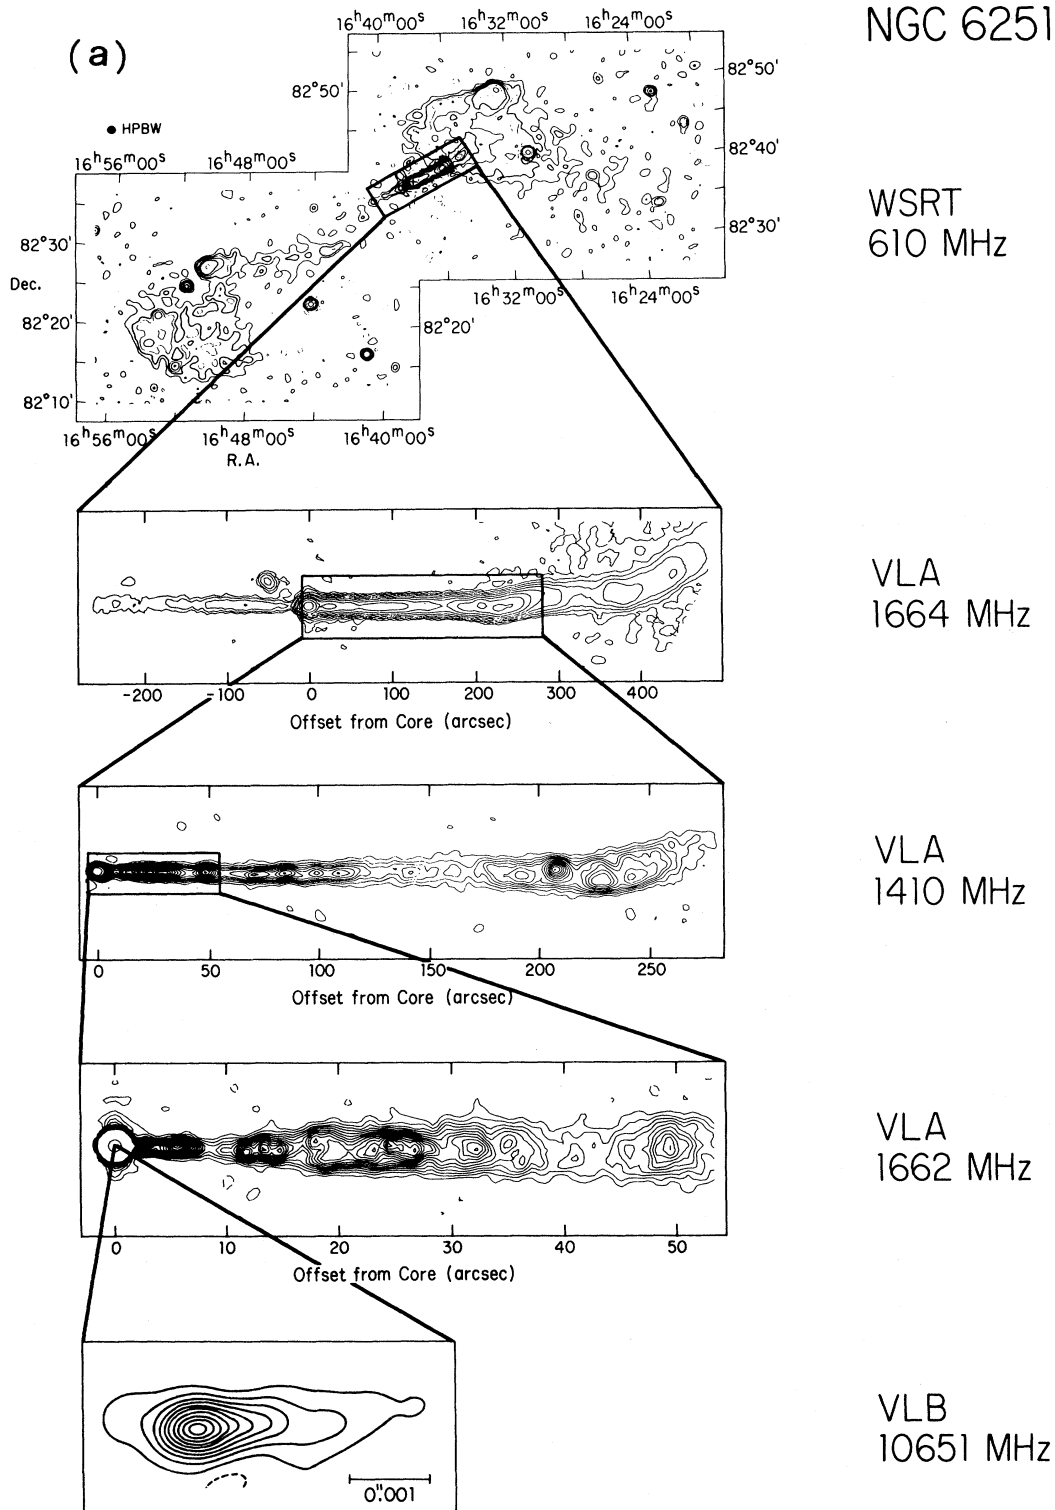 NGC 6251
(a)
16h40m00s 16h32m00s 16h24m00s
82°50'
82°50'
HPBW
16h56m00s 16h48m00s
82°40'
WSRT
610 MHz
82°30'
82°30'
Dec.
16h32m00s 16h24m00s
82°20'
82°20'
82°10'
16h56m00s 16h48m00s 16h40m00s
R.A.
VLA
1664 MHz
-200 -100 0 100 200 300 400
Offset from Core (arcsec)
VLA
1410 MHz
0 50 100 150 200 250
Offset from Core (arcsec)
VLA
1662 MHz
0 10 20 30 40 50
Offset from Core (arcsec)
VLB
10651 MHz
0".001